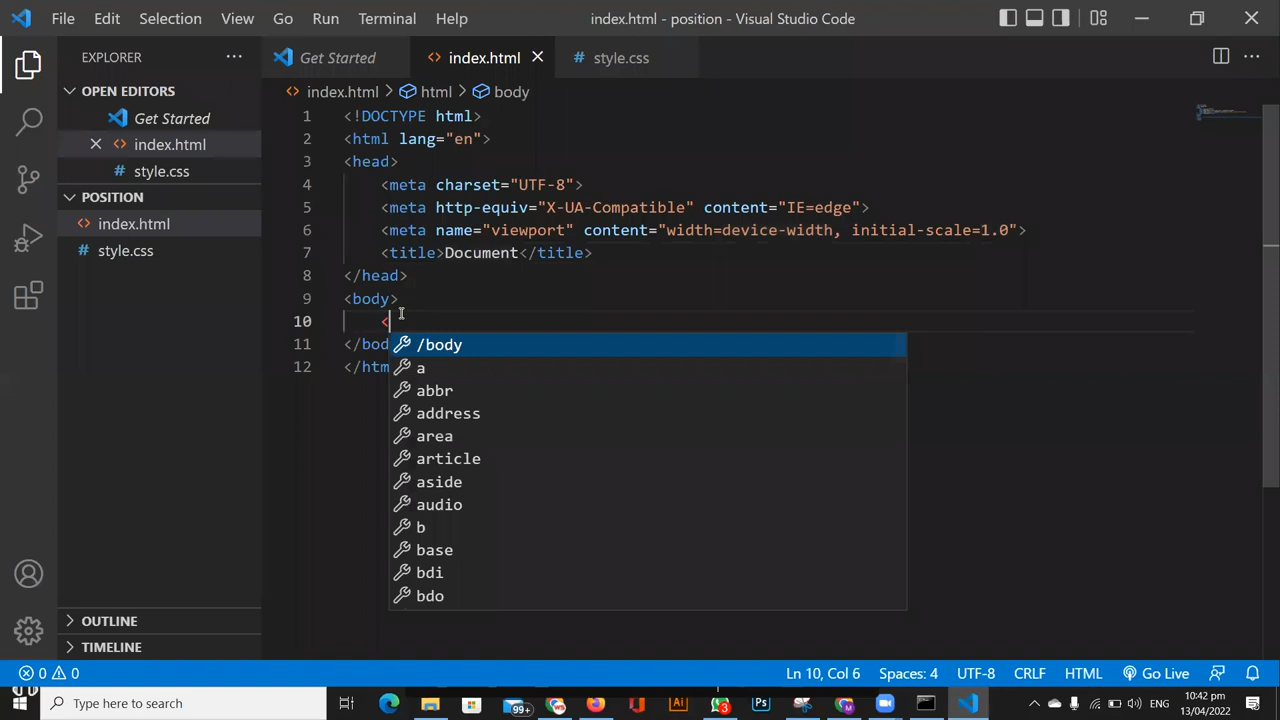 File Edit Selection View Go Run Terminal Help index.html - position - Visual Studio Code
EXPLORER
OPEN EDITORS
Get Started
index.html
style.css
POSITION
index.html
style.css
OUTLINE
TIMELINE
Get Started index.html style.css
index.html > html > body
1 <!DOCTYPE html>
2 <html lang="en">
3 <head>
4 <meta charset="UTF-8">
5 <meta http-equiv="X-UA-Compatible" content="IE=edge">
6 <meta name="viewport" content="width=device-width, initial-scale=1.0">
7 <title>Document</title>
8 </head>
9 <body>
10 <
11 </bod
12 </htm
/body
a
abbr
address
area
article
aside
audio
b
base
bdi
bdo
0 0 Ln 10, Col 6 Spaces: 4 UTF-8 CRLF HTML Go Live
Type here to search 99+ Ai 3 Ps ENG 10:42 pm
13/04/2022